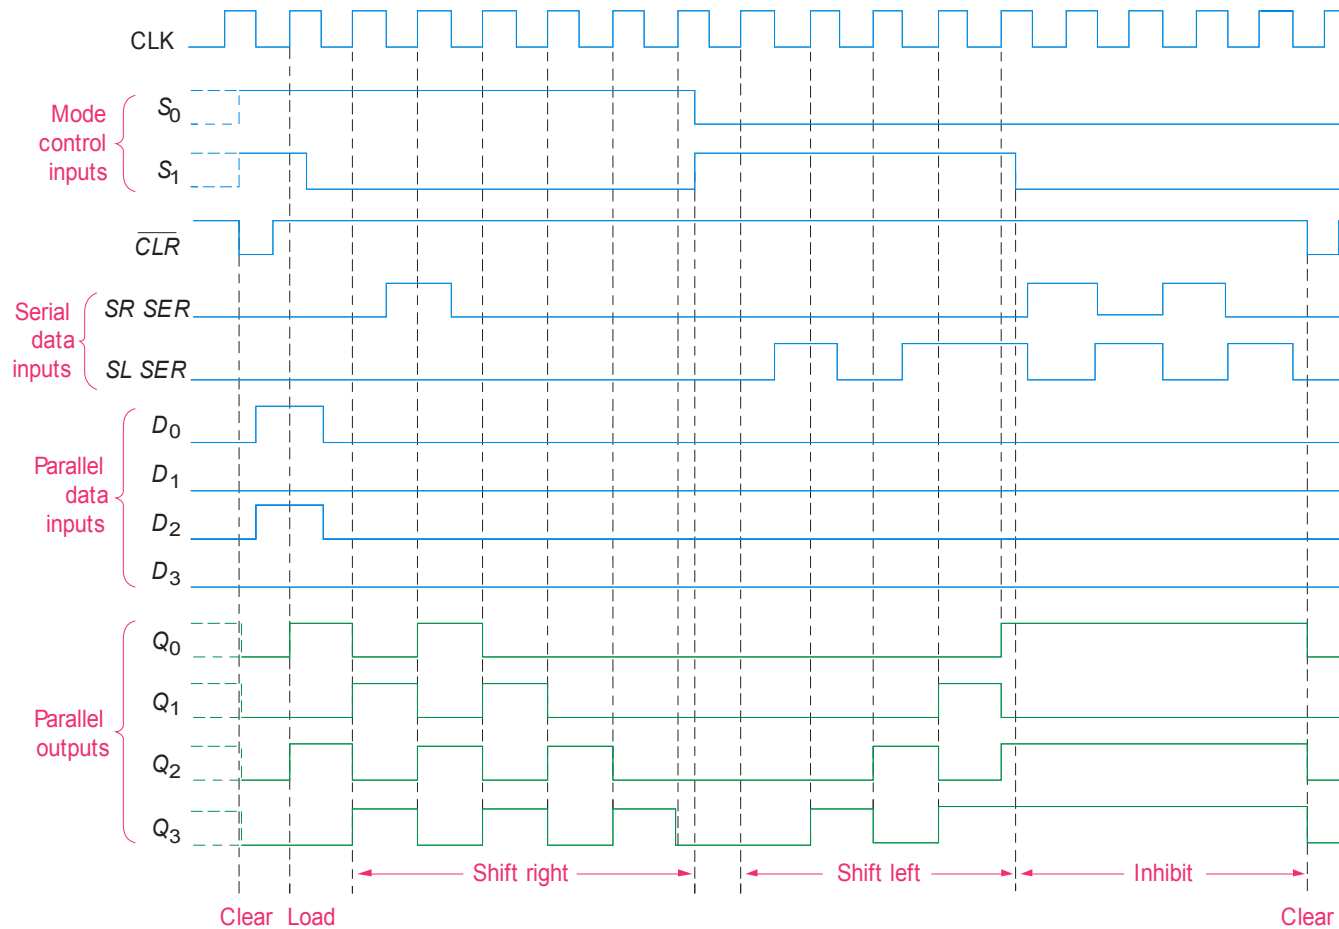 CLK
Mode
control
inputs
S0
S1
CLR
Serial
data
inputs
SR SER
SL SER
Parallel
data
inputs
D0
D1
D2
D3
Parallel
outputs
Q0
Q1
Q2
Q3
Shift right
Shift left
Inhibit
Clear Load
Clear